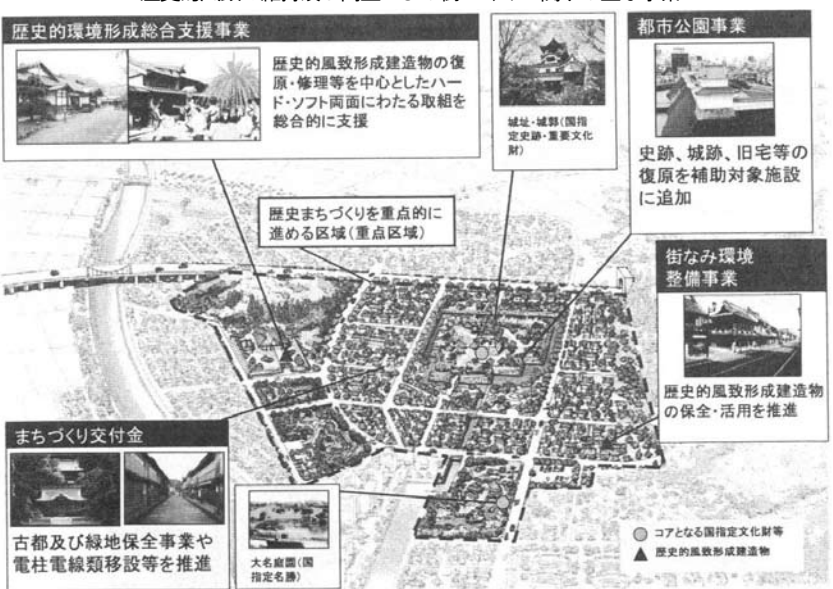 歴史的環境形成総合支援事業
歴史的風致形成建造物の復
原・修理等を中心としたハー
ド・ソフト両面にわたる取組を
総合的に支援
城址・城郭(国指
定史跡・重要文化
財)
都市公園事業
史跡、城跡、旧宅等の
復原を補助対象施設
に追加
歴史まちづくりを重点的に
進める区域(重点区域)
街なみ環境
整備事業
歴史的風致形成建造物
の保全・活用を推進
まちづくり交付金
古都及び緑地保全事業や
電柱電線類移設等を推進
大名庭園(国
指定名勝)
コアとなる国指定文化財等
歴史的風致形成建造物